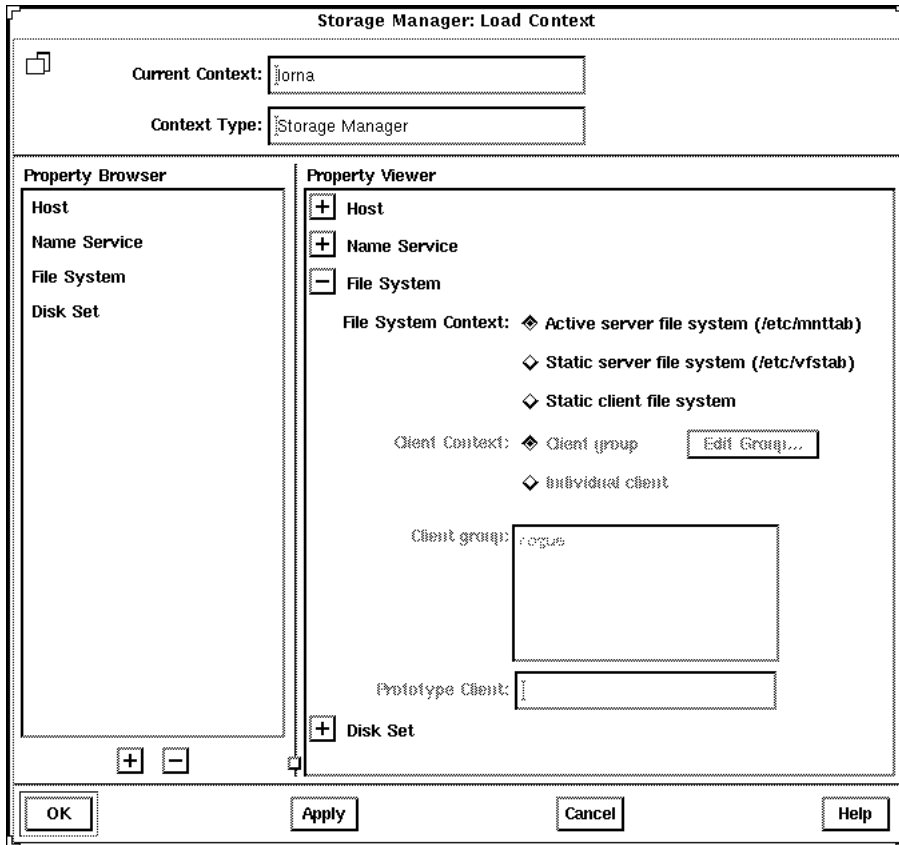 Storage Manager: Load Context
Current Context: lorna
Context Type: Storage Manager
Property Browser
Host
Name Service
File System
Disk Set
Property Viewer
Host
Name Service
File System
File System Context: Active server file system (/etc/mnttab)
Static server file system (/etc/vfstab)
Static client file system
Client Context: Client group Edit Group...
Individual client
Client group: rogue
Prototype Client:
Disk Set
OK Apply Cancel Help